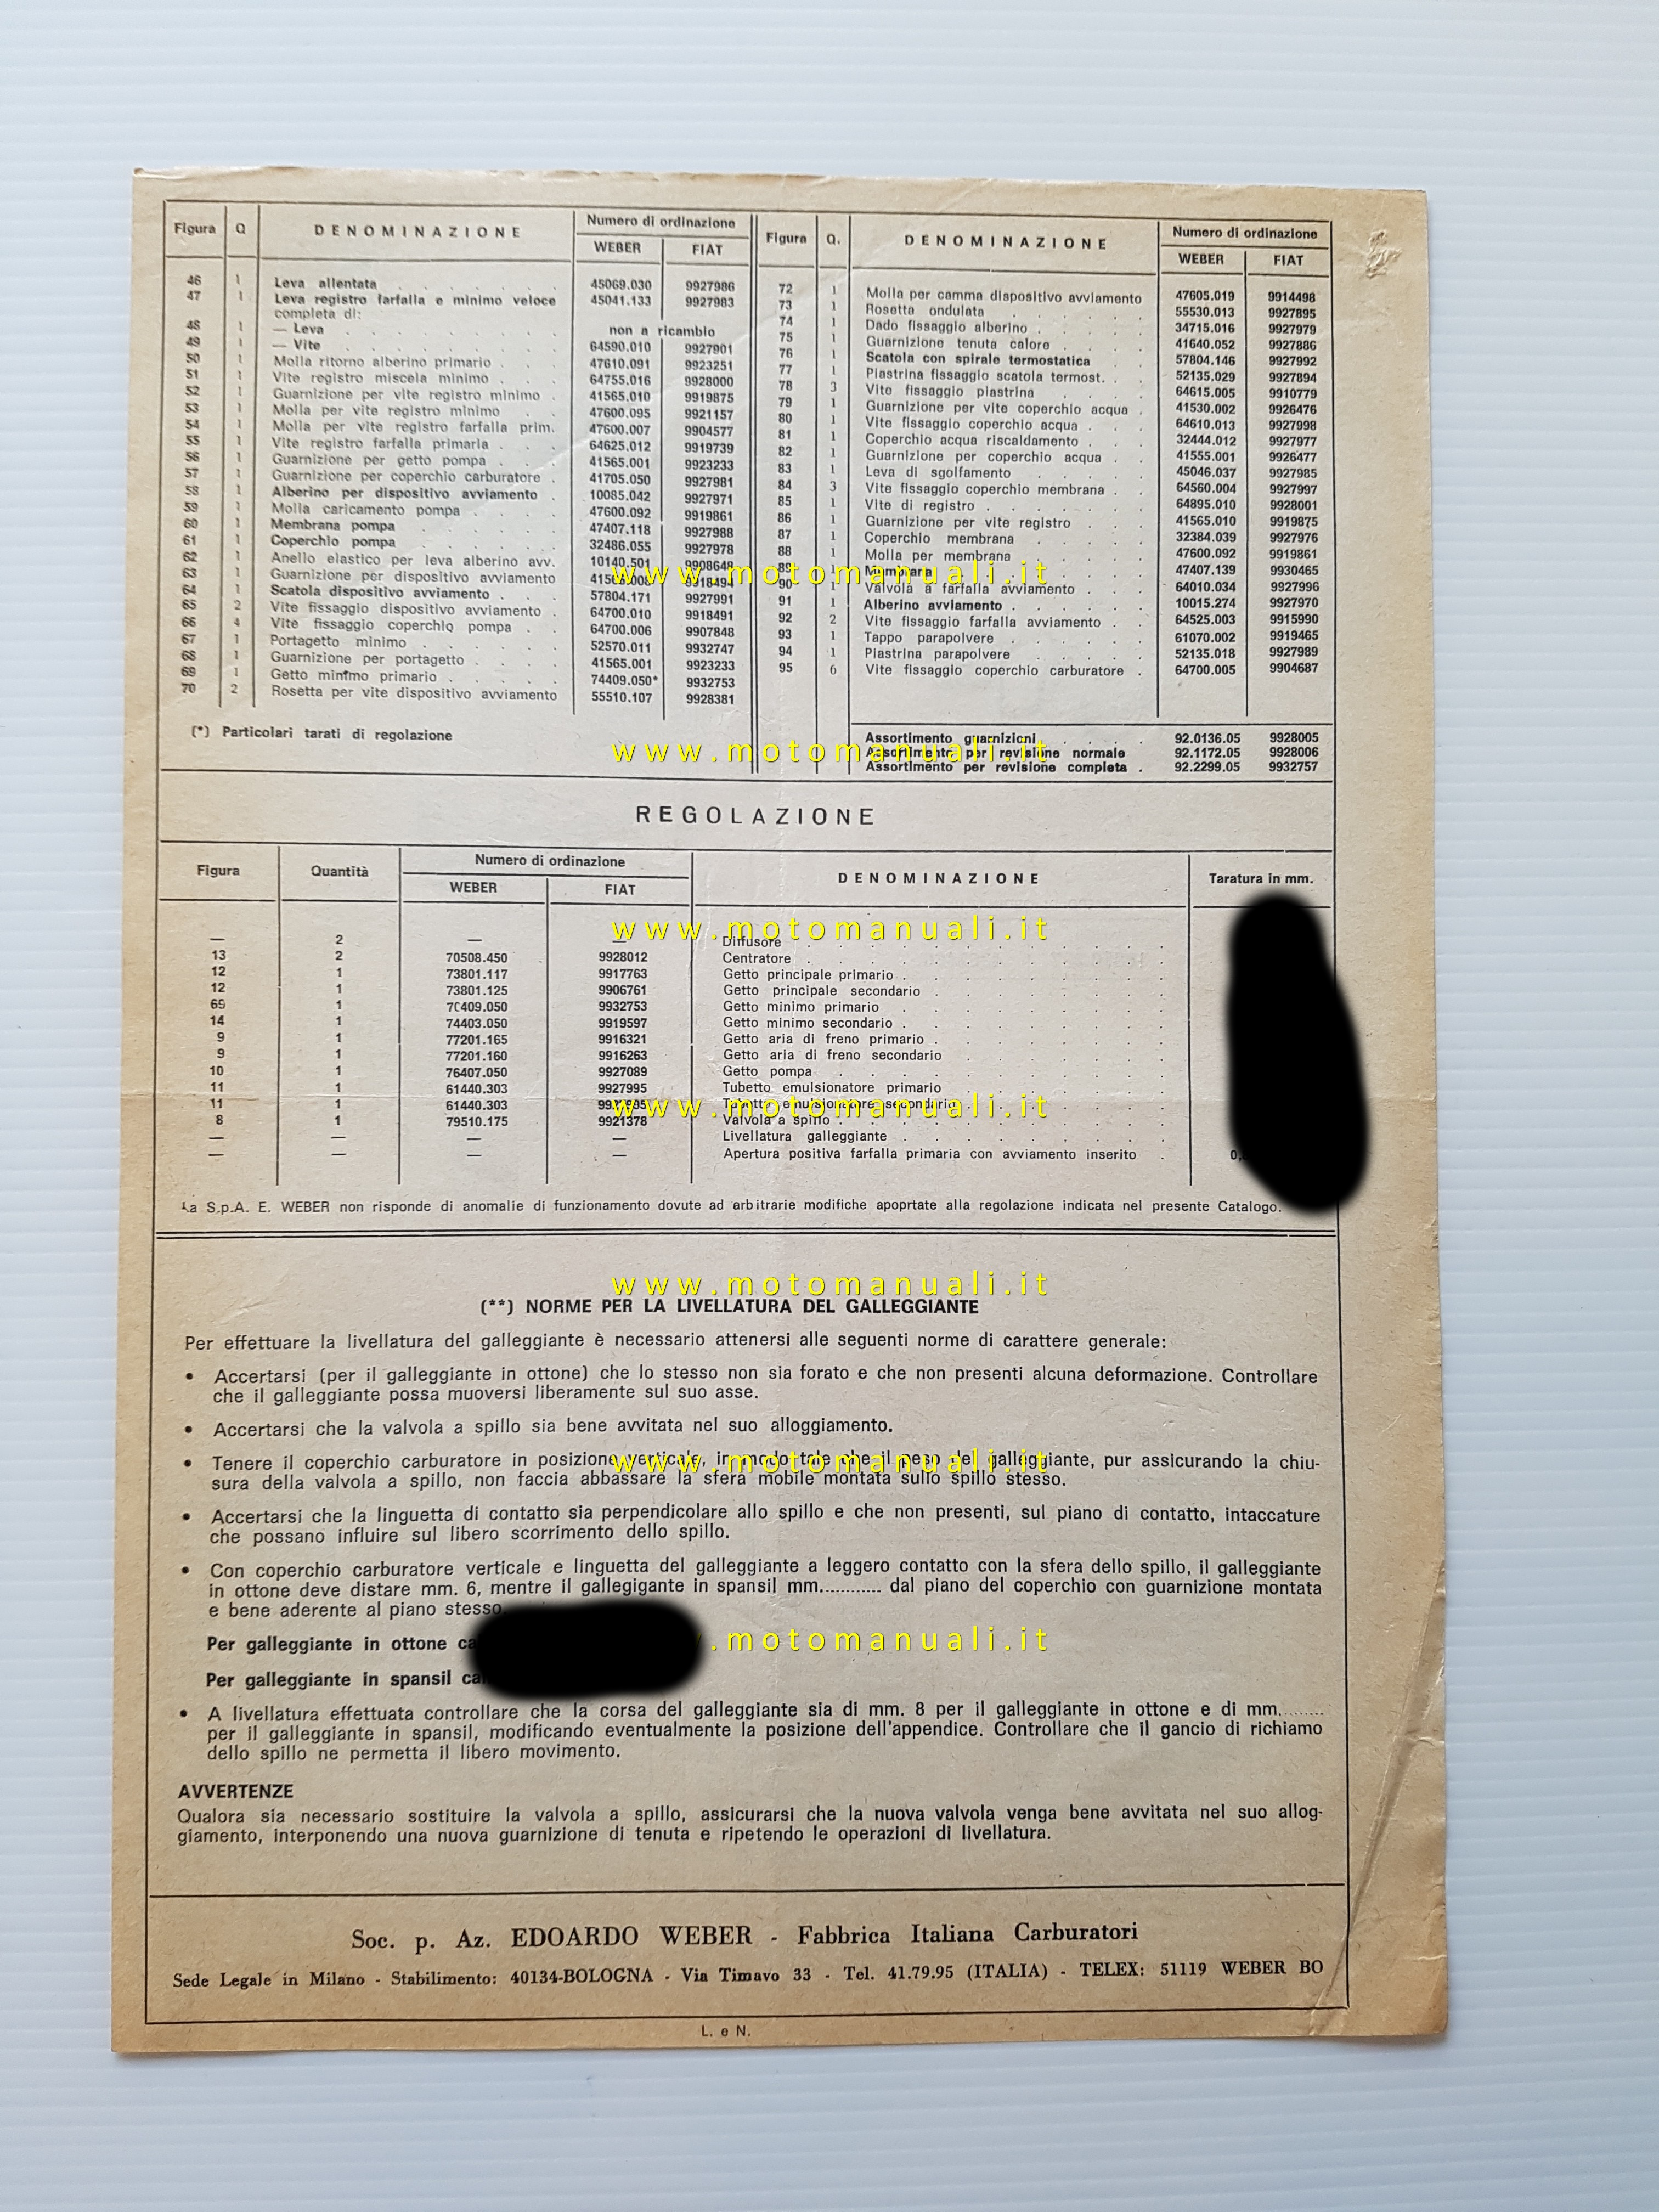 Figura Q DENOMINAZIONE Numero di ordinazione WEBER FIAT
46 1 Leva allentata . . . . . . 45069.030 9927986
47 1 Leva registro farfalla e minimo veloce 45041.133 9927983
completa di:
48 1 — Leva . . . . . . . non a ricambio
49 1 — Vite . . . . . . . 64590.010 9927901
50 1 Molla ritorno alberino primario . . . 47610.091 9923251
51 1 Vite registro miscela minimo . . . 64755.016 9928000
52 1 Guarnizione per vite registro minimo . 41565.010 9919875
53 1 Molla per vite registro minimo . . 47600.095 9921157
54 1 Molla per vite registro farfalla prim. 47600.007 9904577
55 1 Vite registro farfalla primaria . . . 64625.012 9919739
56 1 Guarnizione per getto pompa . . . 41565.001 9923233
57 1 Guarnizione per coperchio carburatore . 41705.050 9927981
58 1 Alberino per dispositivo avviamento . 10085.042 9927971
59 1 Molla caricamento pompa . . . . 47600.092 9919861
60 1 Membrana pompa . . . . . 47407.118 9927988
61 1 Coperchio pompa . . . . . 32486.055 9927978
62 1 Anello elastico per leva alberino avv. 10140.501 9908648
63 1 Guarnizione per dispositivo avviamento 9918494
64 1 Scatola dispositivo avviamento . . . 57804.171 9927991
65 2 Vite fissaggio dispositivo avviamento . 64700.010 9918491
66 4 Vite fissaggio coperchio pompa . . 64700.006 9907848
67 1 Portagetto minimo . . . . . 52570.011 9932747
68 1 Guarnizione per portagetto . . . . 41565.001 9923233
69 1 Getto minimo primario . . . . . 74409.050* 9932753
70 2 Rosetta per vite dispositivo avviamento 55510.107 9928381
(*) Particolari tarati di regolazione
Figura Q. DENOMINAZIONE Numero di ordinazione WEBER FIAT
72 1 Molla per camma dispositivo avviamento 47605.019 9914498
73 1 Rosetta ondulata . . . . . 55530.013 9927895
74 1 Dado fissaggio alberino . . . . 34715.016 9927979
75 1 Guarnizione tenuta calore . . . . 41640.052 9927886
76 1 Scatola con spirale termostatica . . 57804.146 9927992
77 1 Piastrina fissaggio scatola termost. . . 52135.029 9927894
78 3 Vite fissaggio piastrina . . . . 64615.005 9910779
79 1 Guarnizione per vite coperchio acqua . 41530.002 9926476
80 1 Vite fissaggio coperchio acqua . . . 64610.013 9927998
81 1 Coperchio acqua riscaldamento . . . 32444.012 9927977
82 1 Guarnizione per coperchio acqua . . 41555.001 9926477
83 1 Leva di sgolfamento . . . . 45046.037 9927985
84 3 Vite fissaggio coperchio membrana . . 64560.004 9927997
85 1 Vite di registro . . . . . . 64895.010 9928001
86 1 Guarnizione per vite registro . . . 41565.010 9919875
87 1 Coperchio membrana . . . . . 32384.039 9927976
88 1 Molla per membrana . . . . . 47600.092 9919861
89 1 Membrana . . . . . . . 47407.139 9930465
90 1 Valvola a farfalla avviamento . . . 64010.034 9927996
91 1 Alberino avviamento . . . . . 10015.274 9927970
92 2 Vite fissaggio farfalla avviamento . . 64525.003 9915990
93 1 Tappo parapolvere . . . . . 61070.002 9919465
94 1 Piastrina parapolvere . . . . . 52135.018 9927989
95 6 Vite fissaggio coperchio carburatore . 64700.005 9904687
Assortimento guarnizioni . . . . 92.0136.05 9928005
Assortimento per revisione normale 92.1172.05 9928006
Assortimento per revisione completa . 92.2299.05 9932757
REGOLAZIONE
Figura Quantità Numero di ordinazione WEBER FIAT DENOMINAZIONE Taratura in mm.
— 2 — — Diffusore
13 2 70508.450 9928012 Centratore
12 1 73801.117 9917763 Getto principale primario
12 1 73801.125 9906761 Getto principale secondario
69 1 70409.050 9932753 Getto minimo primario
14 1 74403.050 9919597 Getto minimo secondario
9 1 77201.165 9916321 Getto aria di freno primario
9 1 77201.160 9916263 Getto aria di freno secondario
10 1 76407.050 9927089 Getto pompa
11 1 61440.303 9927995 Tubetto emulsionatore primario
11 1 61440.303 9927995 Tubetto emulsionatore secondario
8 1 79510.175 9921378 Valvola a spillo
— — — — Livellatura galleggiante
— — — — Apertura positiva farfalla primaria con avviamento inserito . 0,
La S.p.A. E. WEBER non risponde di anomalie di funzionamento dovute ad arbitrarie modifiche apoprtate alla regolazione indicata nel presente Catalogo.
(**) NORME PER LA LIVELLATURA DEL GALLEGGIANTE
Per effettuare la livellatura del galleggiante è necessario attenersi alle seguenti norme di carattere generale:
• Accertarsi (per il galleggiante in ottone) che lo stesso non sia forato e che non presenti alcuna deformazione. Controllare
che il galleggiante possa muoversi liberamente sul suo asse.
• Accertarsi che la valvola a spillo sia bene avvitata nel suo alloggiamento.
• Tenere il coperchio carburatore in posizione verticale, in modo tale che il peso del galleggiante, pur assicurando la chiu-
sura della valvola a spillo, non faccia abbassare la sfera mobile montata sullo spillo stesso.
• Accertarsi che la linguetta di contatto sia perpendicolare allo spillo e che non presenti, sul piano di contatto, intaccature
che possano influire sul libero scorrimento dello spillo.
• Con coperchio carburatore verticale e linguetta del galleggiante a leggero contatto con la sfera dello spillo, il galleggiante
in ottone deve distare mm. 6, mentre il gallegigante in spansil mm........... dal piano del coperchio con guarnizione montata
e bene aderente al piano stesso.
Per galleggiante in ottone ca
Per galleggiante in spansil ca
• A livellatura effettuata controllare che la corsa del galleggiante sia di mm. 8 per il galleggiante in ottone e di mm.........
per il galleggiante in spansil, modificando eventualmente la posizione dell'appendice. Controllare che il gancio di richiamo
dello spillo ne permetta il libero movimento.
AVVERTENZE
Qualora sia necessario sostituire la valvola a spillo, assicurarsi che la nuova valvola venga bene avvitata nel suo allog-
giamento, interponendo una nuova guarnizione di tenuta e ripetendo le operazioni di livellatura.
Soc. p. Az. EDOARDO WEBER - Fabbrica Italiana Carburatori
Sede Legale in Milano - Stabilimento: 40134-BOLOGNA - Via Timavo 33 - Tel. 41.79.95 (ITALIA) - TELEX: 51119 WEBER BO
L. e N.
www.motomanuali.it
www.motomanuali.it
www.motomanuali.it
www.motomanuali.it
www.motomanuali.it
www.motomanuali.it
.motomanuali.it